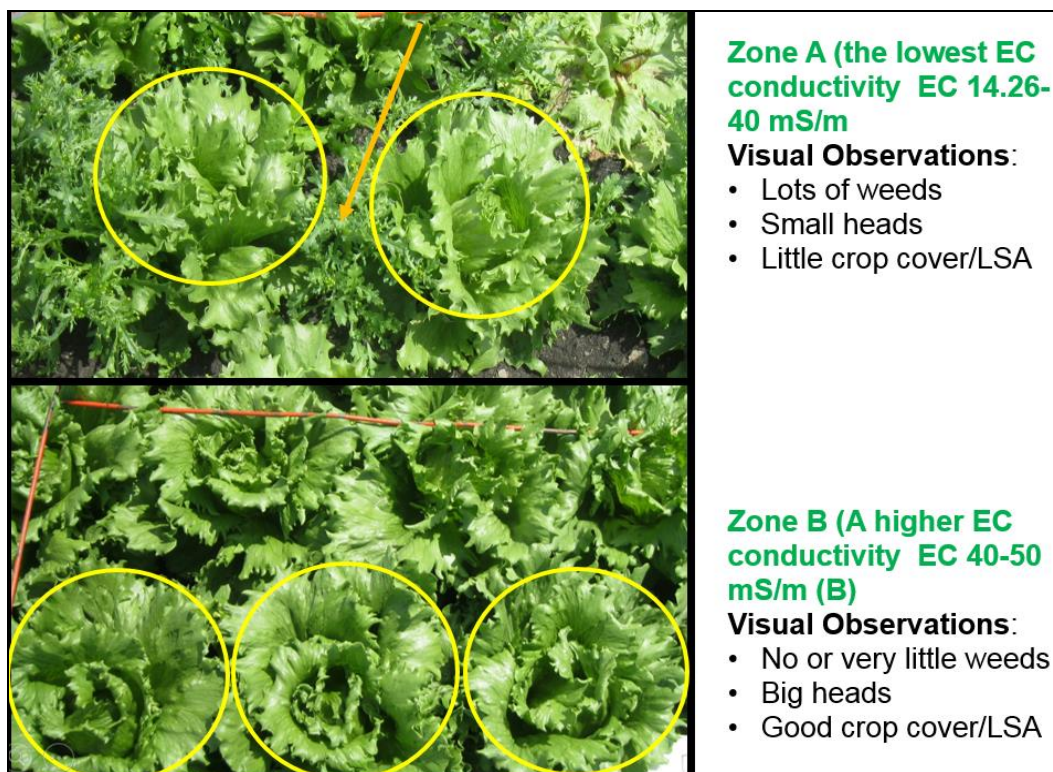 Zone A (the lowest EC
conductivity  EC 14.26-
40 mS/m
Visual Observations:
• Lots of weeds
• Small heads
• Little crop cover/LSA
Zone B (A higher EC
conductivity  EC 40-50
mS/m (B)
Visual Observations:
• No or very little weeds
• Big heads
• Good crop cover/LSA